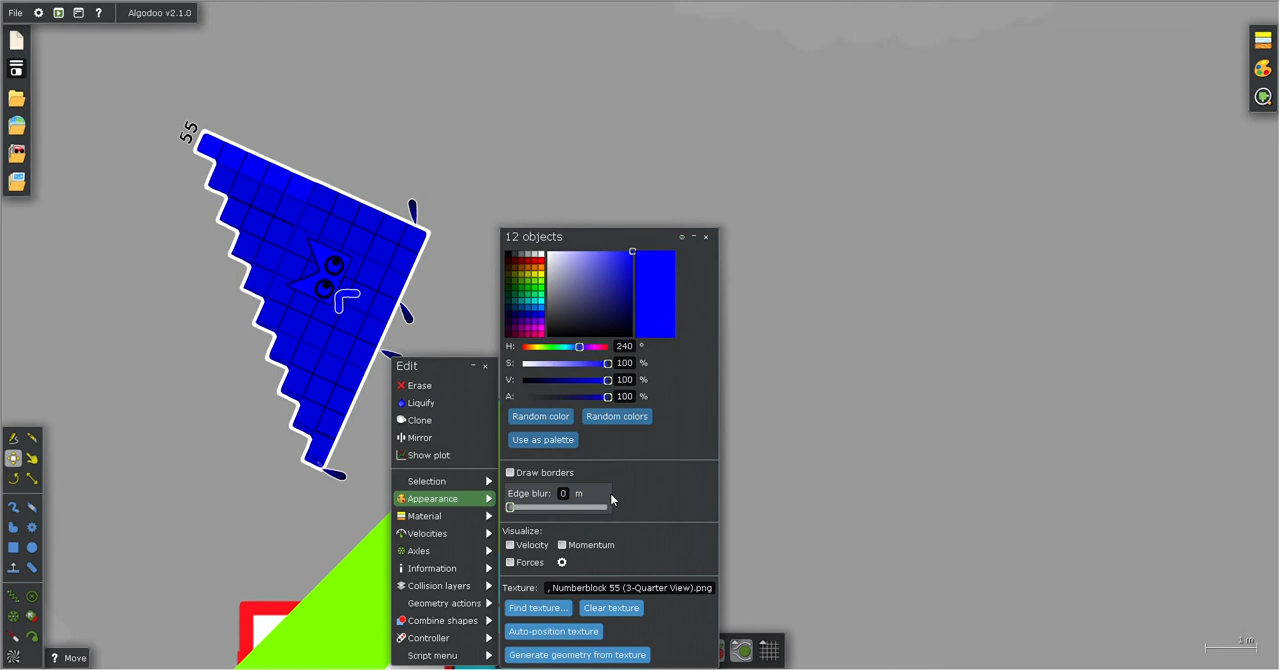 File ? Algodoo v2.1.0
55
12 objects
H: 240 °
S: 100 %
V: 100 %
A: 100 %
Random color Random colors
Use as palette
Draw borders
Edge blur: 0 m
Visualize:
Velocity Momentum
Forces
Texture: , Numberblock 55 (3-Quarter View).png
Find texture... Clear texture
Auto-position texture
Generate geometry from texture
Edit
Erase
Liquify
Clone
Mirror
Show plot
Selection
Appearance
Material
Velocities
Axles
Information
Collision layers
Geometry actions
Combine shapes
Controller
Script menu
? Move
1 m